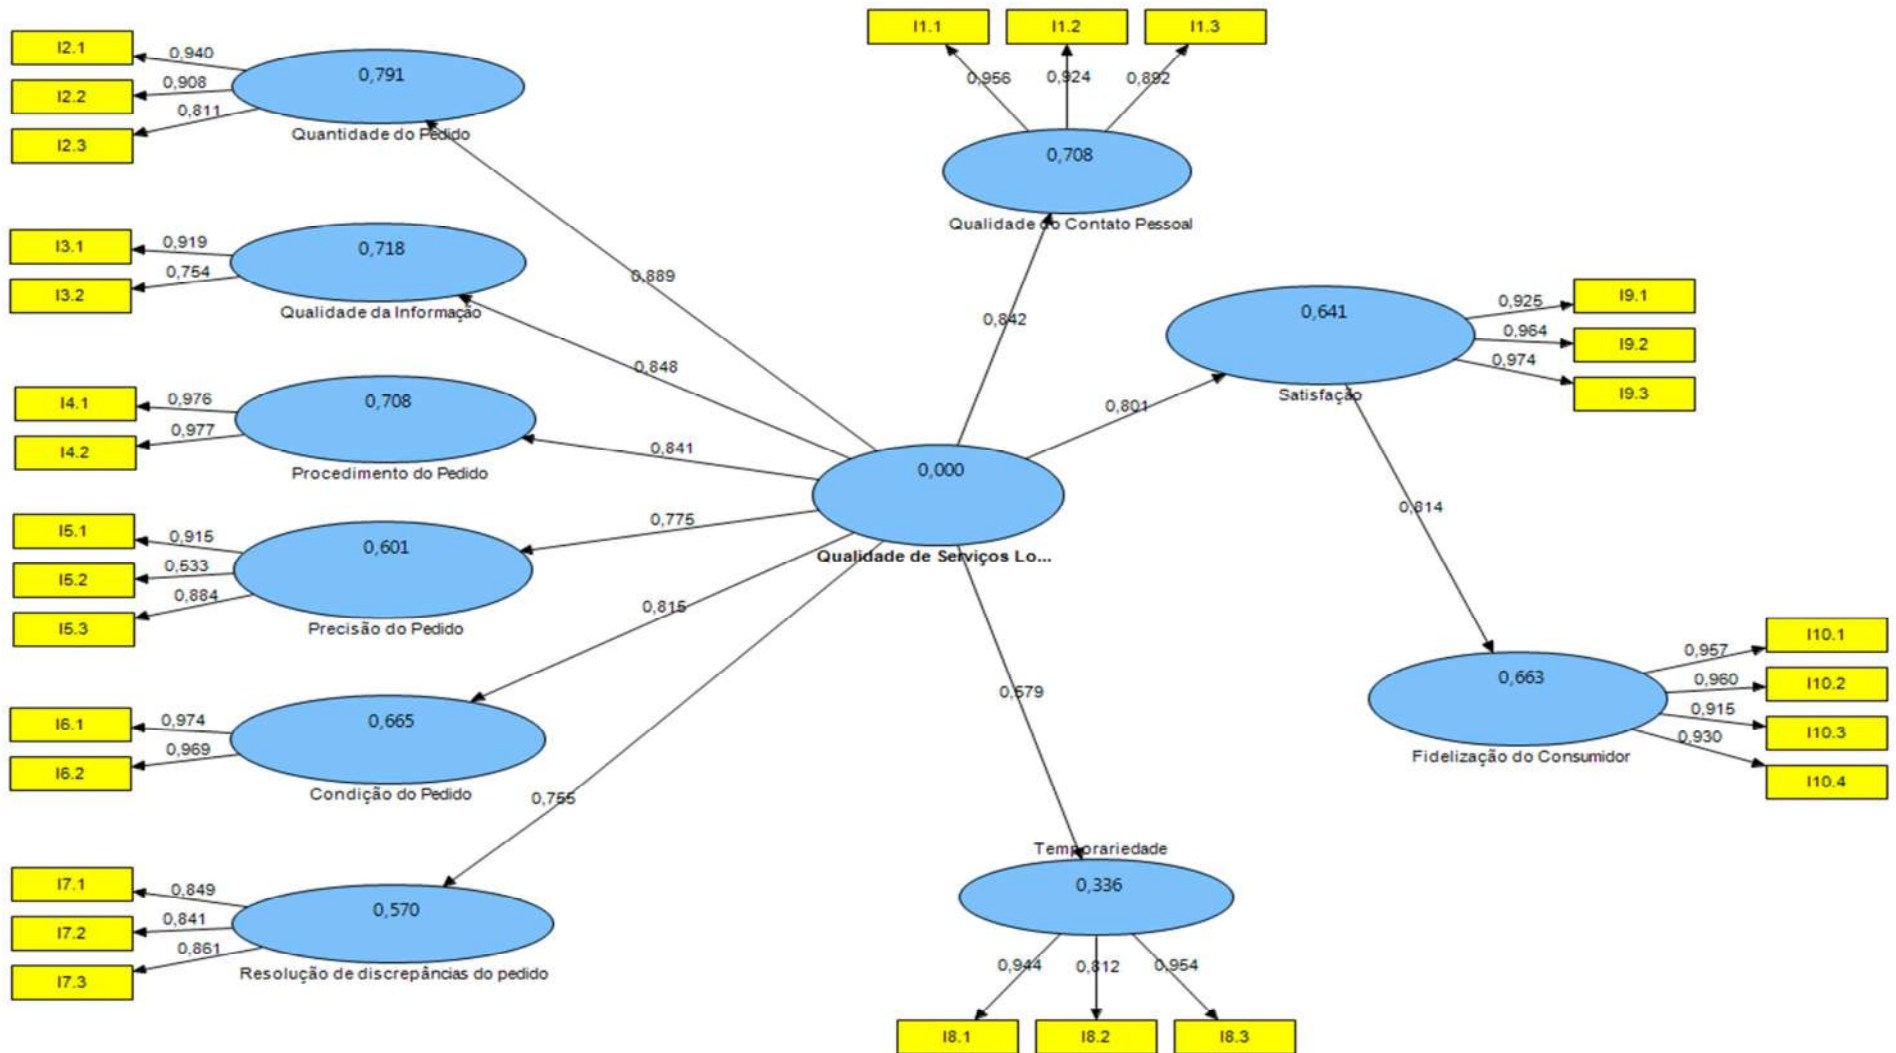 I1.1
I1.2
I1.3
0,956
0,924
0,892
0,708
Qualidade do Contato Pessoal
I2.1
I2.2
I2.3
0,940
0,908
0,811
0,791
Quantidade do Pedido
0,889
I3.1
I3.2
0,919
0,754
0,718
Qualidade da Informação
0,848
I4.1
I4.2
0,976
0,977
0,708
Procedimento do Pedido
0,841
I5.1
I5.2
I5.3
0,915
0,533
0,884
0,601
Precisão do Pedido
0,775
I6.1
I6.2
0,974
0,969
0,665
Condição do Pedido
0,815
I7.1
I7.2
I7.3
0,849
0,841
0,861
0,570
Resolução de discrepâncias do pedido
0,755
0,842
0,000
Qualidade de Serviços Lo...
0,801
0,641
Satisfação
0,925
0,964
0,974
I9.1
I9.2
I9.3
0,814
0,663
Fidelização do Consumidor
0,957
0,960
0,915
0,930
I10.1
I10.2
I10.3
I10.4
0,579
Temporariedade
0,336
0,944
0,812
0,954
I8.1
I8.2
I8.3